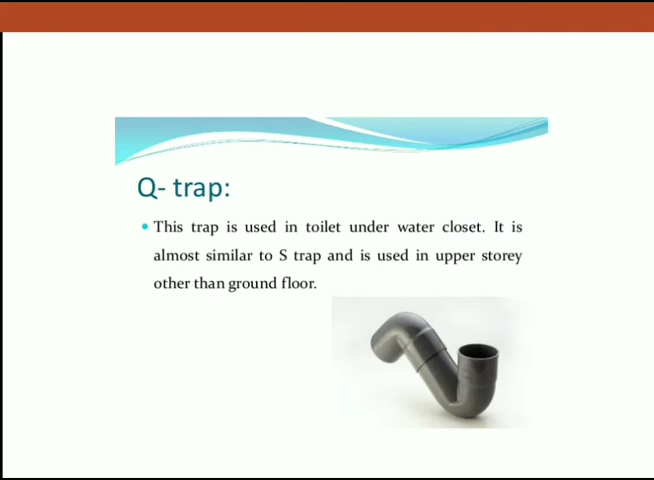 Q- trap:
• This trap is used in toilet under water closet. It is
almost similar to S trap and is used in upper storey
other than ground floor.